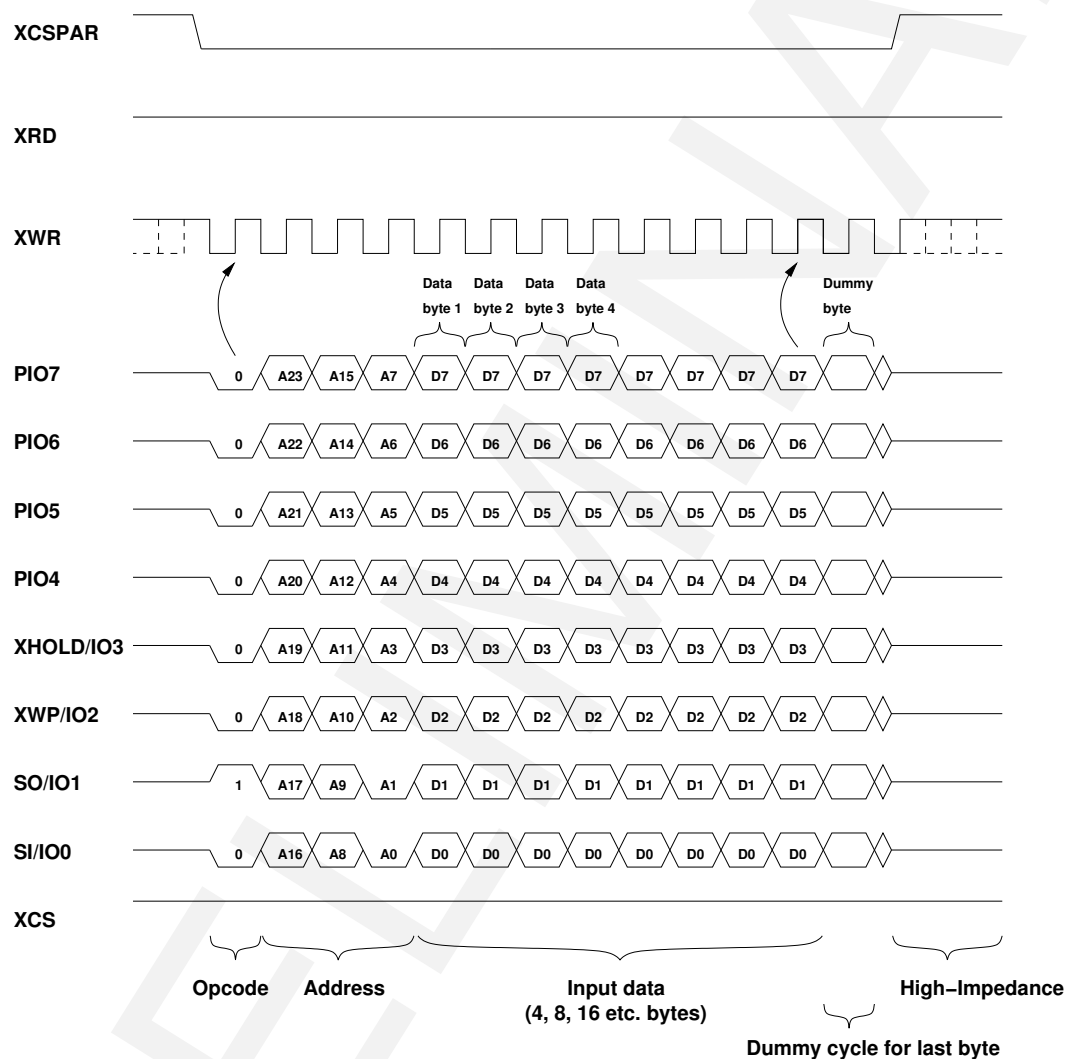 XCSPAR
XRD
XWR
Data Data Data Data Dummy
byte 1 byte 2 byte 3 byte 4 byte
PIO7 0 A23 A15 A7 D7 D7 D7 D7 D7 D7 D7 D7
PIO6 0 A22 A14 A6 D6 D6 D6 D6 D6 D6 D6 D6
PIO5 0 A21 A13 A5 D5 D5 D5 D5 D5 D5 D5 D5
PIO4 0 A20 A12 A4 D4 D4 D4 D4 D4 D4 D4 D4
XHOLD/IO3 0 A19 A11 A3 D3 D3 D3 D3 D3 D3 D3 D3
XWP/IO2 0 A18 A10 A2 D2 D2 D2 D2 D2 D2 D2 D2
SO/IO1 1 A17 A9 A1 D1 D1 D1 D1 D1 D1 D1 D1
SI/IO0 0 A16 A8 A0 D0 D0 D0 D0 D0 D0 D0 D0
XCS
Opcode Address Input data High−Impedance
(4, 8, 16 etc. bytes)
Dummy cycle for last byte